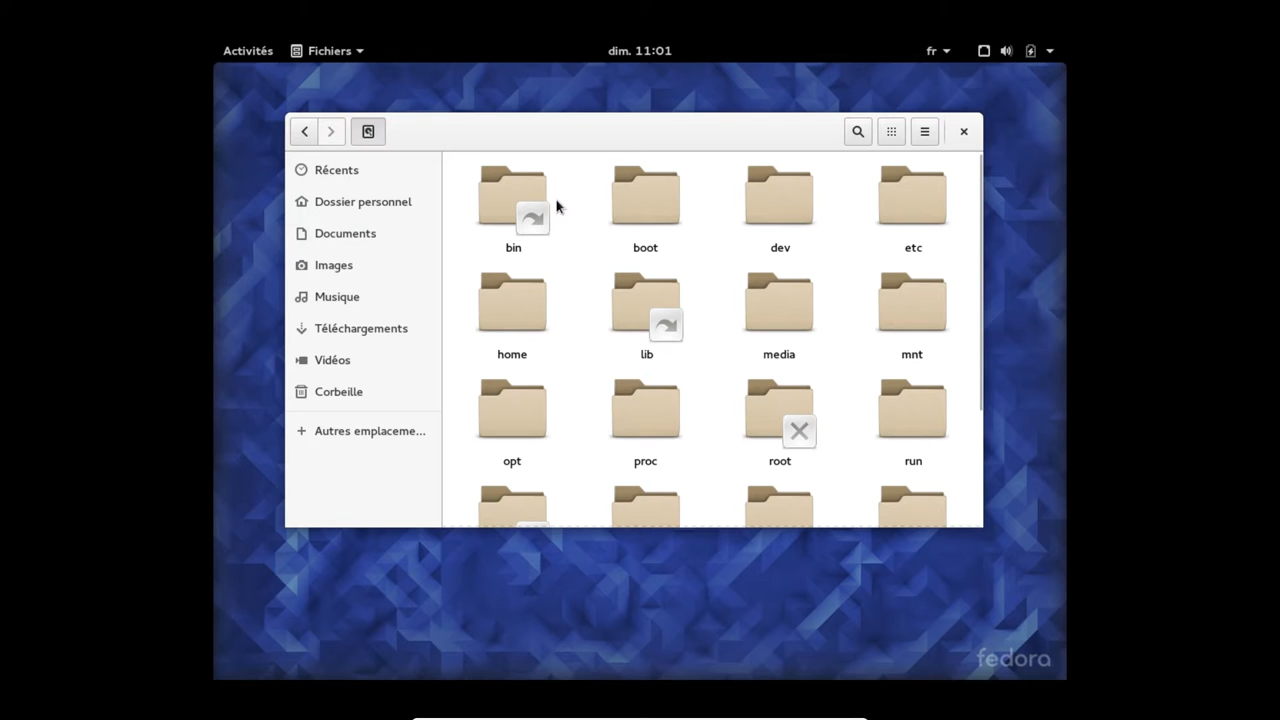 Activités Fichiers dim. 11:01 fr
Récents
Dossier personnel
Documents
Images
Musique
Téléchargements
Vidéos
Corbeille
Autres emplaceme...
bin boot dev etc
home lib media mnt
opt proc root run
fedora